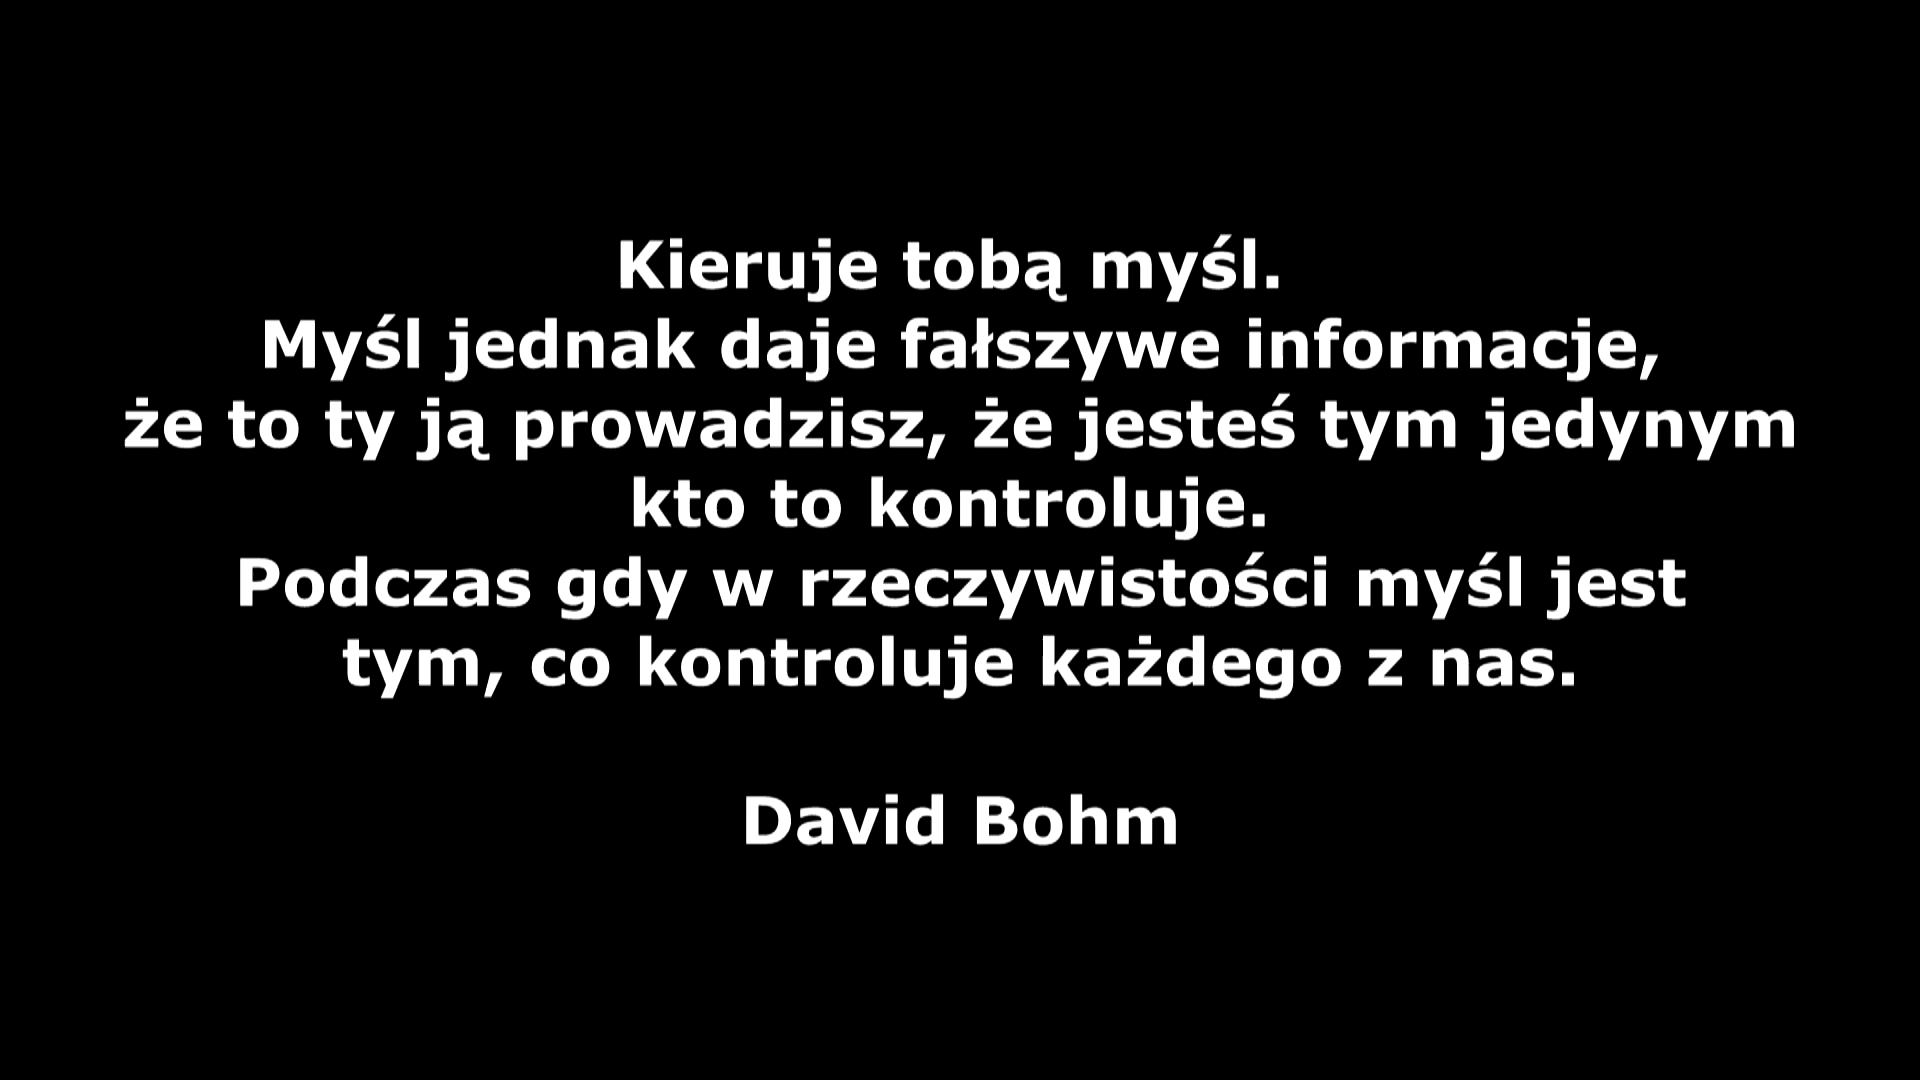 Kieruje tobą myśl.
Myśl jednak daje fałszywe informacje,
że to ty ją prowadzisz, że jesteś tym jedynym
kto to kontroluje.
Podczas gdy w rzeczywistości myśl jest
tym, co kontroluje każdego z nas.
David Bohm